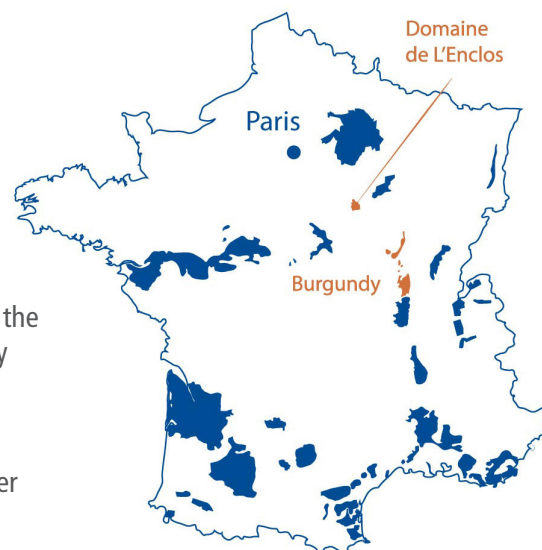 Domaine
de L'Enclos
Paris
Burgundy
the
y
er